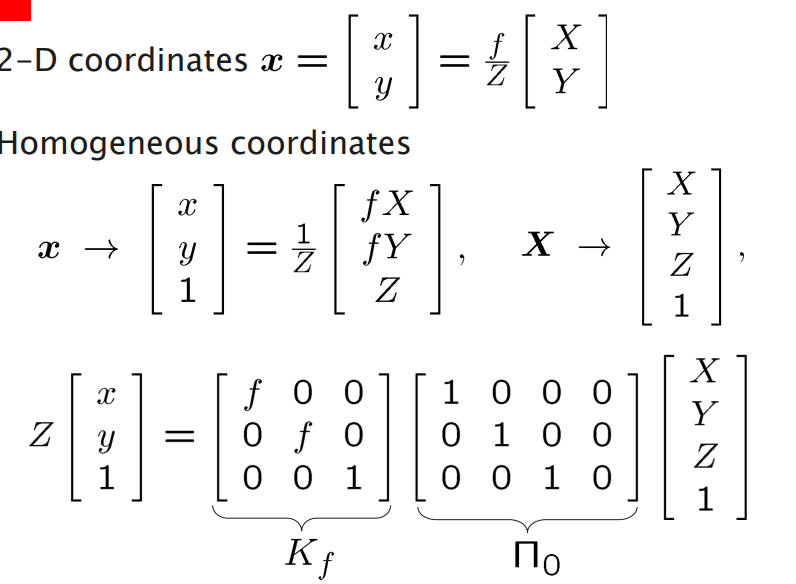 2-D coordinates 𝒙 = [ x y ] = f/Z [ X Y ]
Homogeneous coordinates
𝒙 → [ x y 1 ] = 1/Z [ fX fY Z ] , 𝑿 → [ X Y Z 1 ] ,
Z [ x y 1 ] = [ f 0 0 0 f 0 0 0 1 ] [ 1 0 0 0 0 1 0 0 0 0 1 0 ] [ X Y Z 1 ]
K_f Π_0